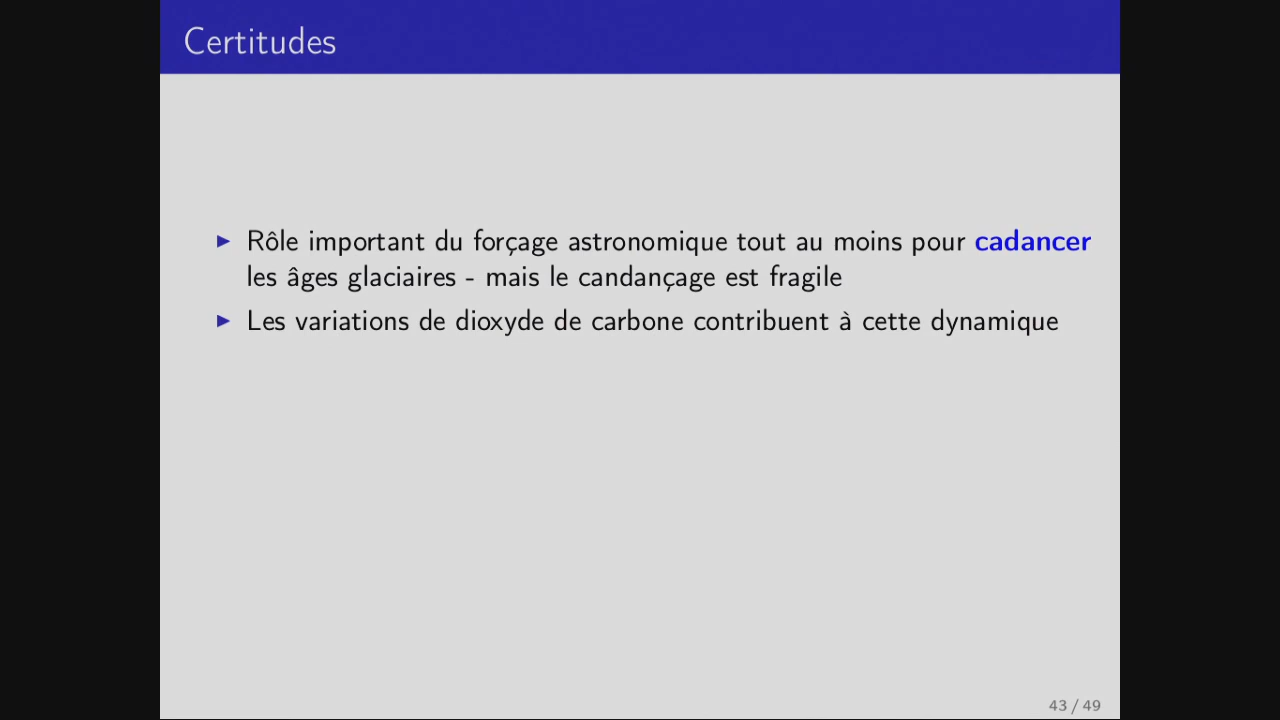 Certitudes
Rôle important du forçage astronomique tout au moins pour cadancer
les âges glaciaires - mais le candançage est fragile
Les variations de dioxyde de carbone contribuent à cette dynamique
43 / 49